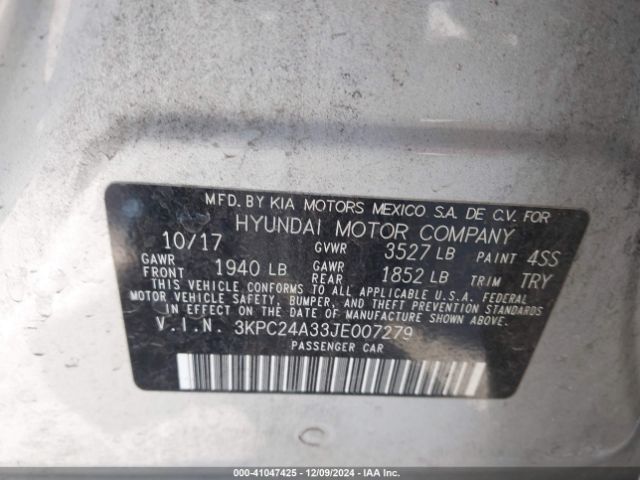 MFD. BY KIA MOTORS MEXICO S.A. DE C.V. FOR
HYUNDAI MOTOR COMPANY
10/17 GVWR 3527 LB PAINT 4SS
GAWR FRONT 1940 LB GAWR REAR 1852 LB TRIM TRY
THIS VEHICLE CONFORMS TO ALL APPLICABLE U.S.A. FEDERAL
MOTOR VEHICLE SAFETY, BUMPER, AND THEFT PREVENTION STANDARDS
IN EFFECT ON THE DATE OF MANUFACTURE SHOWN ABOVE.
V.I.N. 3KPC24A33JE007279
PASSENGER CAR
000-41047425 - 12/09/2024 - IAA Inc.